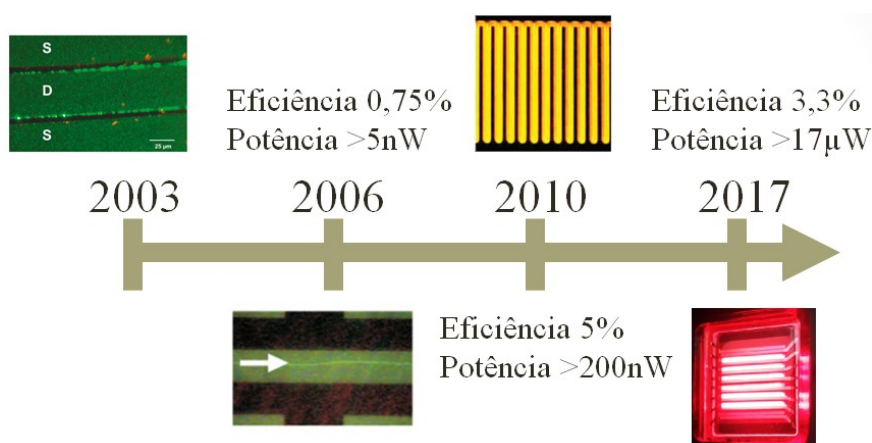 S
D
S
25 µm
Eficiência 0,75%
Potência >5nW
Eficiência 3,3%
Potência >17µW
2003
2006
2010
2017
Eficiência 5%
Potência >200nW